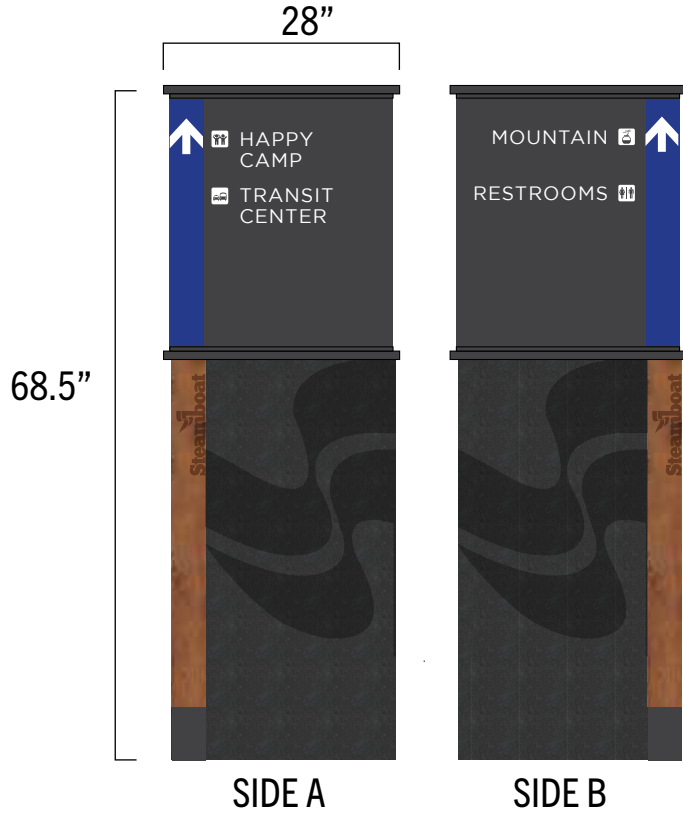 28”
68.5”
HAPPY
CAMP
TRANSIT
CENTER
Steamboat
SIDE A
MOUNTAIN
RESTROOMS
Steamboat
SIDE B